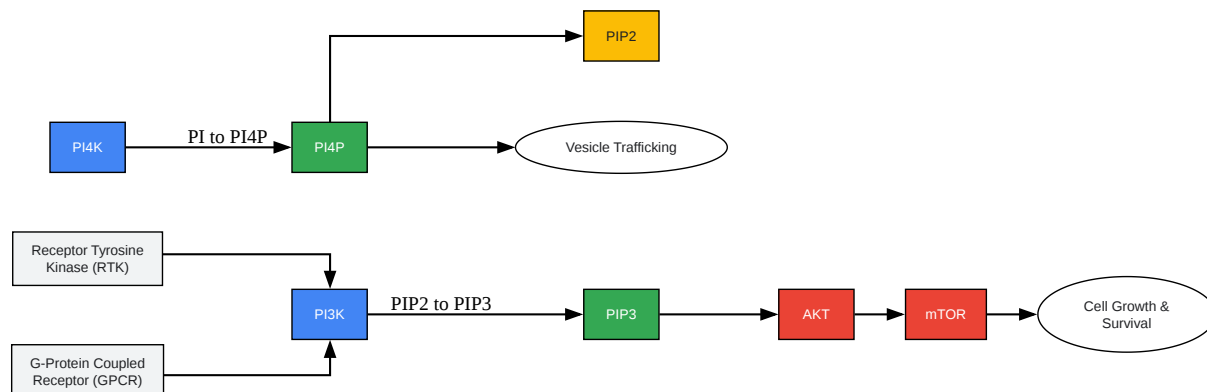 PIP2
PI4K
PI to PI4P
PI4P
Vesicle Trafficking
Receptor Tyrosine
Kinase (RTK)
PI3K
PIP2 to PIP3
PIP3
AKT
mTOR
Cell Growth &
Survival
G-Protein Coupled
Receptor (GPCR)